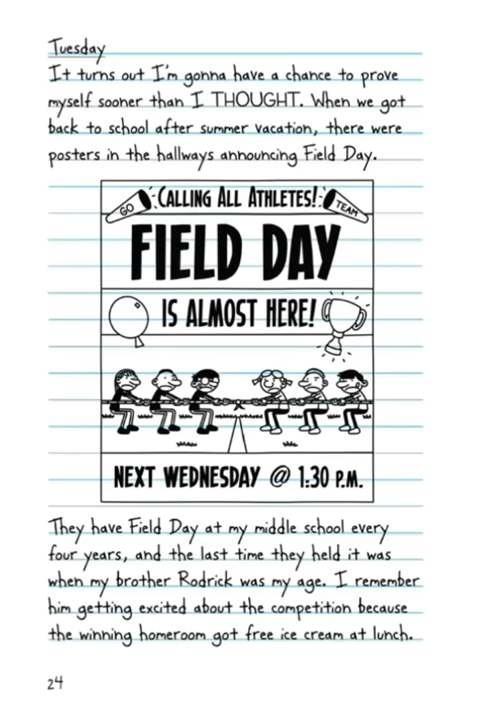 Tuesday
It turns out I'm gonna have a chance to prove
myself sooner than I THOUGHT. When we got
back to school after summer vacation, there were
posters in the hallways announcing Field Day.
GO CALLING ALL ATHLETES! TEAM
FIELD DAY
IS ALMOST HERE!
NEXT WEDNESDAY @ 1:30 P.M.
They have Field Day at my middle school every
four years, and the last time they held it was
when my brother Rodrick was my age. I remember
him getting excited about the competition because
the winning homeroom got free ice cream at lunch.
24